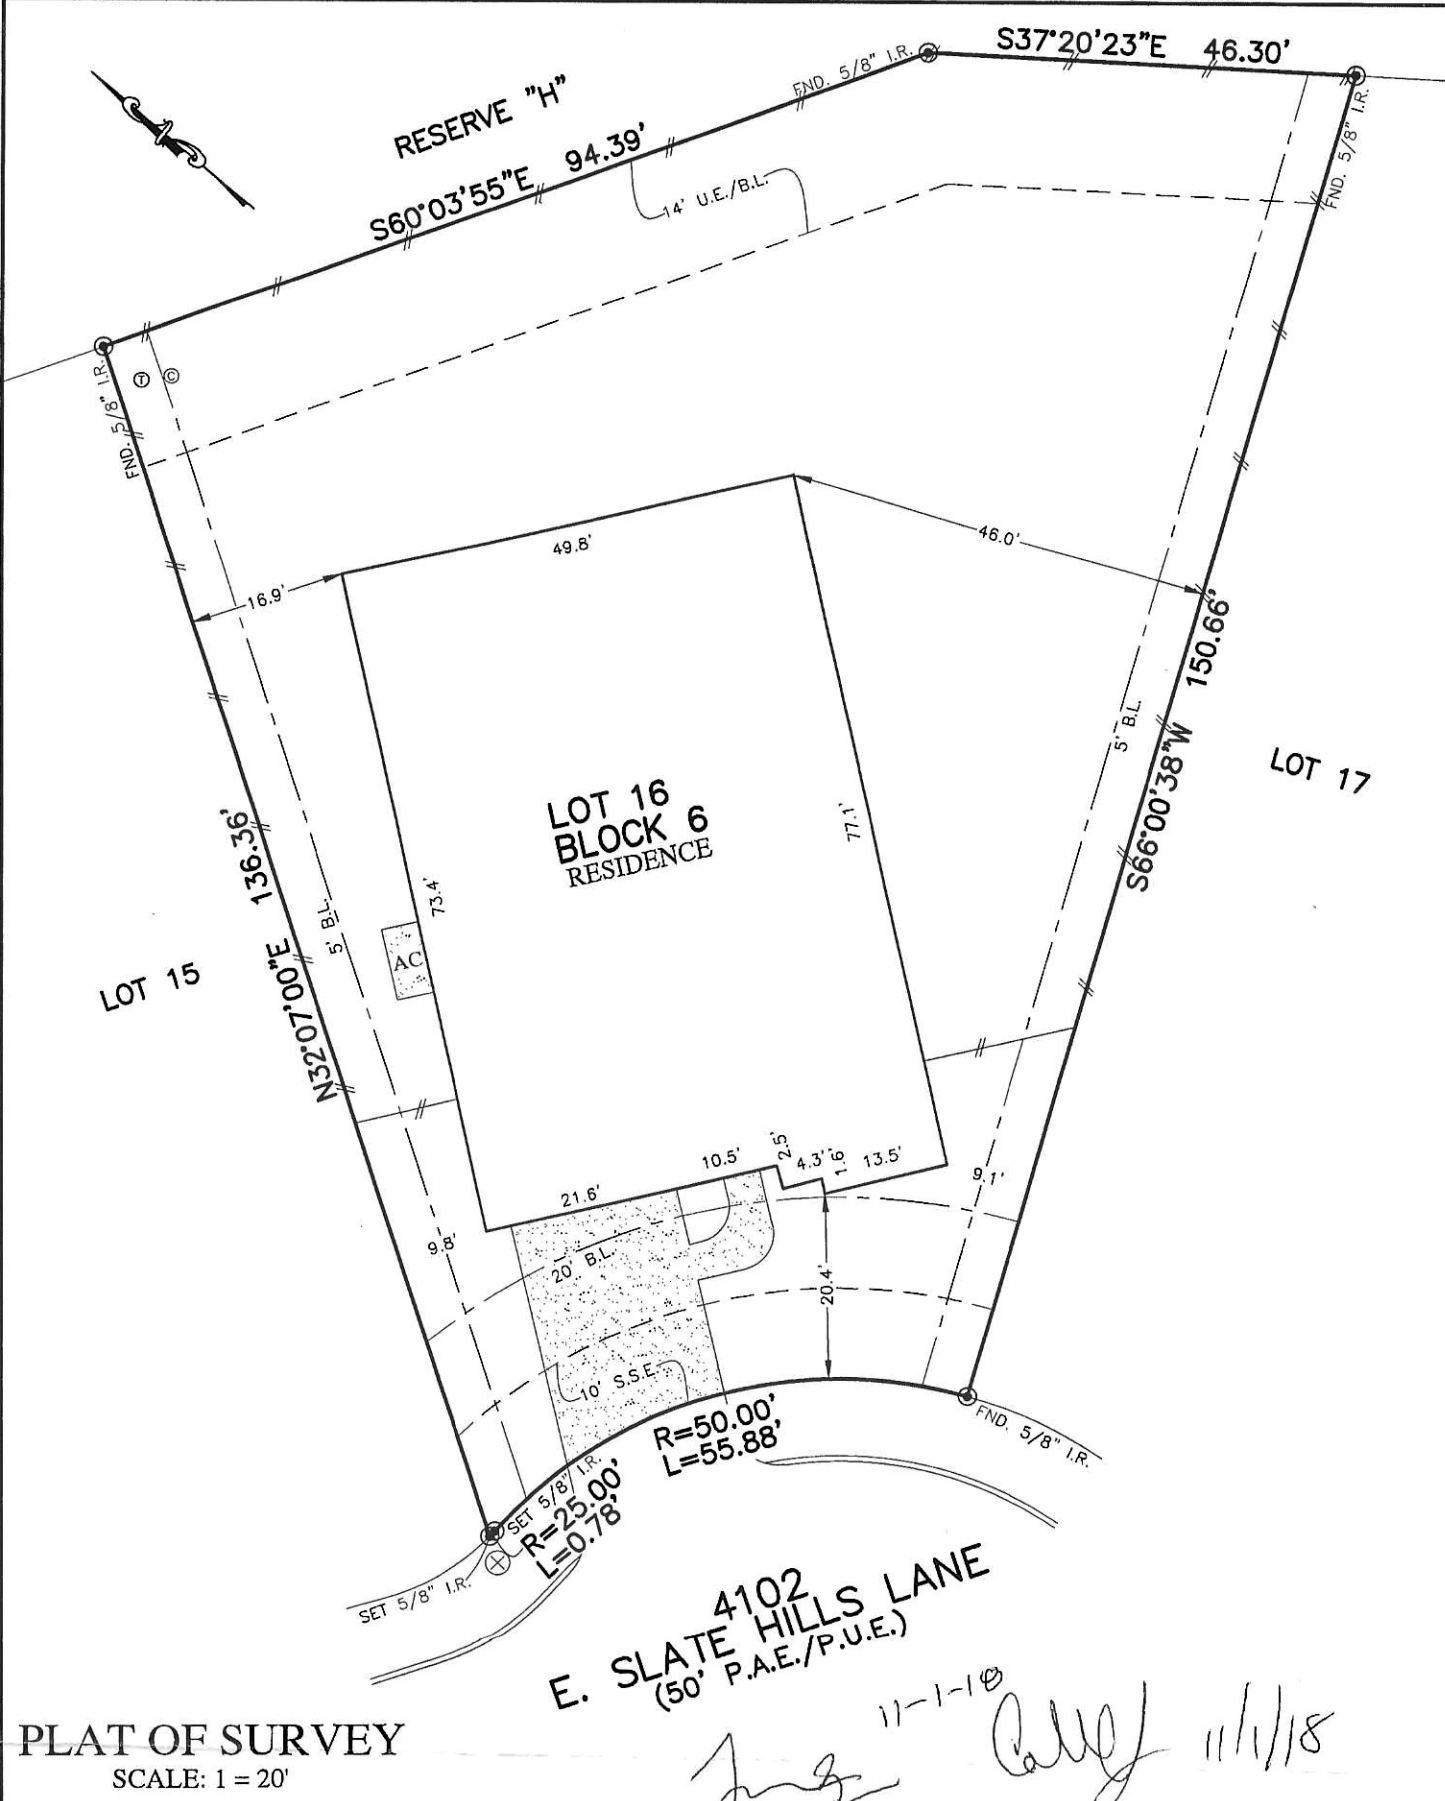 S37°20'23"E 46.30'
FND. 5/8" I.R.
FND. 5/8" I.R.
RESERVE "H"
S60°03'55"E 94.39'
14' U.E./B.L.
FND. 5/8" I.R.
T C
49.8'
46.0'
16.9'
S66°00'38"W 150.66'
5' B.L.
LOT 17
LOT 16
BLOCK 6
RESIDENCE
77.1'
73.4'
N32°07'00"E 136.36'
5' B.L.
AC
LOT 15
10.5'
2.5'
4.3'
1.6'
13.5'
21.6'
9.1'
9.8'
20' B.L.
20.4'
10' S.S.E.
R=50.00'
L=55.88'
FND. 5/8" I.R.
SET 5/8" I.R.
R=25.00'
L=0.78'
SET 5/8" I.R.
4102
E. SLATE HILLS LANE
(50' P.A.E./P.U.E.)
11-1-18
11/1/18
PLAT OF SURVEY
SCALE: 1 = 20'